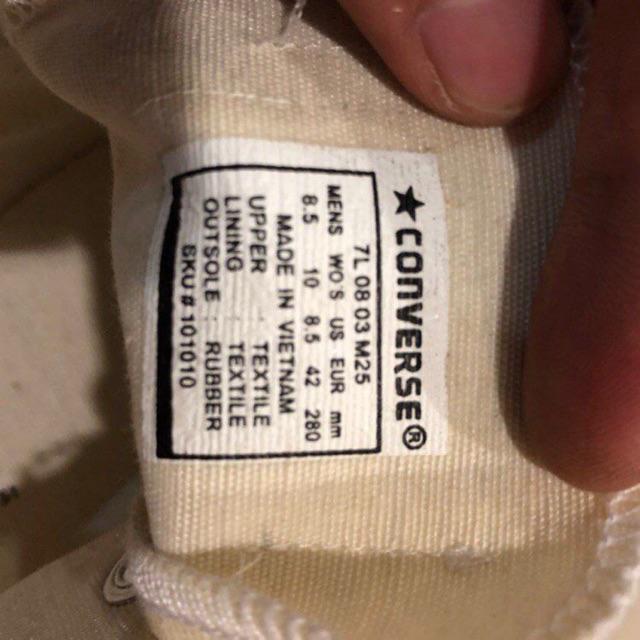 ★CONVERSE®
7L 08 03 M25
MENS WO'S US EUR mm
8.5 10 8.5 42 280
MADE IN VIETNAM
UPPER : TEXTILE
LINING : TEXTILE
OUTSOLE : RUBBER
SKU # 101010